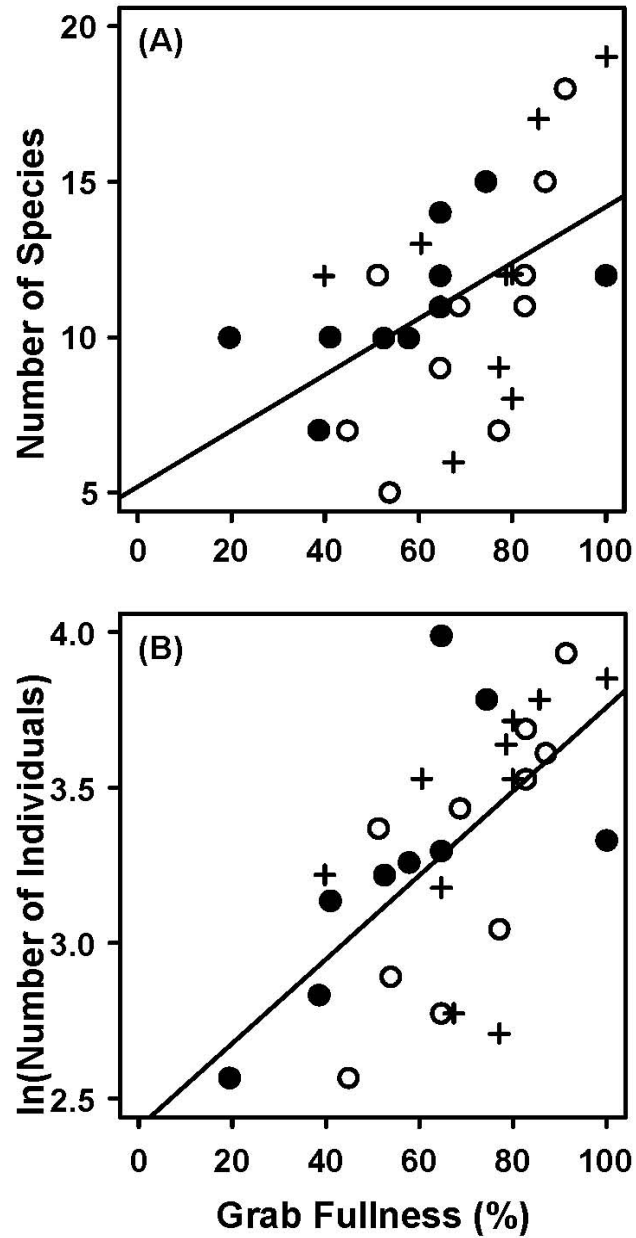 (A)
Number of Species
20
15
10
5
0 20 40 60 80 100
(B)
ln(Number of Individuals)
4.0
3.5
3.0
2.5
0 20 40 60 80 100
Grab Fullness (%)